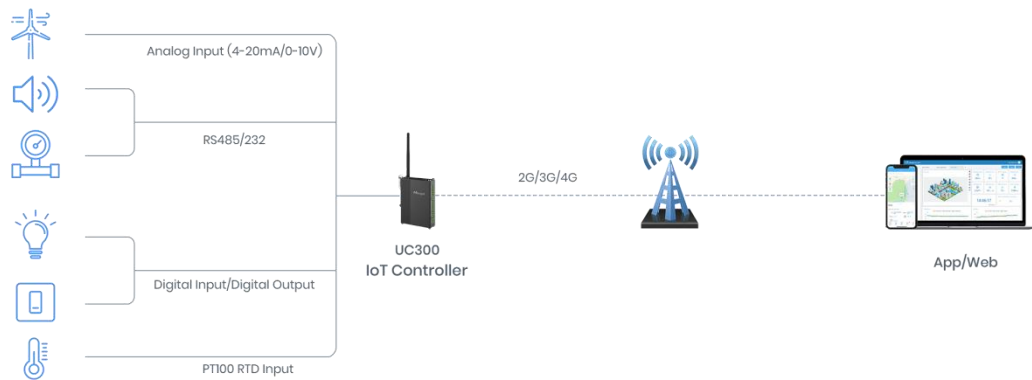 Analog Input (4-20mA/0-10V)
RS485/232
2G/3G/4G
UC300
IoT Controller
App/Web
Digital Input/Digital Output
PT100 RTD Input